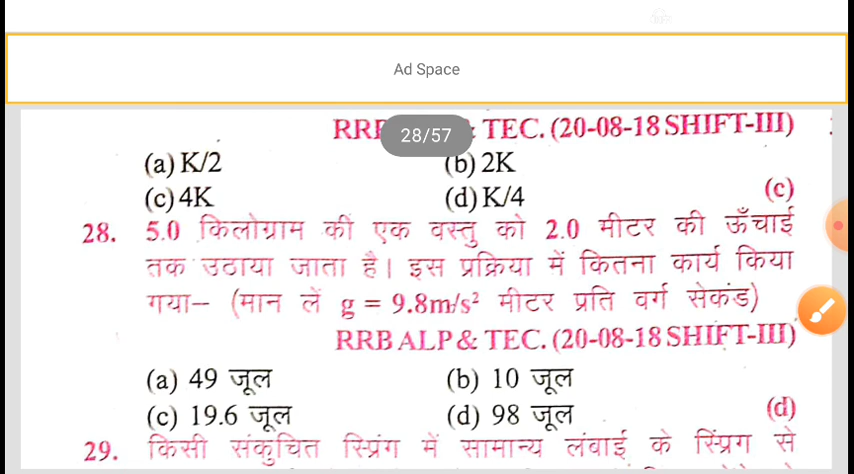 Ad Space
28/57
TEC. (20-08-18 SHIFT-III)
(a) K/2 (b) 2K
(c) 4K (d) K/4 (c)
28. 5.0 किलोग्राम की एक वस्तु को 2.0 मीटर की ऊँचाई
तक उठाया जाता है। इस प्रक्रिया में कितना कार्य किया
गया– (मान लें g = 9.8m/s² मीटर प्रति वर्ग सेकंड)
RRB ALP & TEC. (20-08-18 SHIFT-III)
(a) 49 जूल (b) 10 जूल
(c) 19.6 जूल (d) 98 जूल (d)
29. किसी संकुचित स्प्रिंग में सामान्य लंबाई के स्प्रिंग से